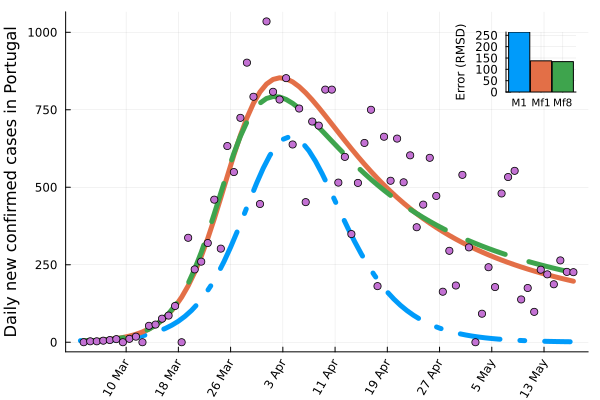 Daily new confirmed cases in Portugal
1000
750
500
250
0
10 Mar
18 Mar
26 Mar
3 Apr
11 Apr
19 Apr
27 Apr
5 May
13 May
Error (RMSD)
250
200
150
100
50
0
M1 Mf1 Mf8